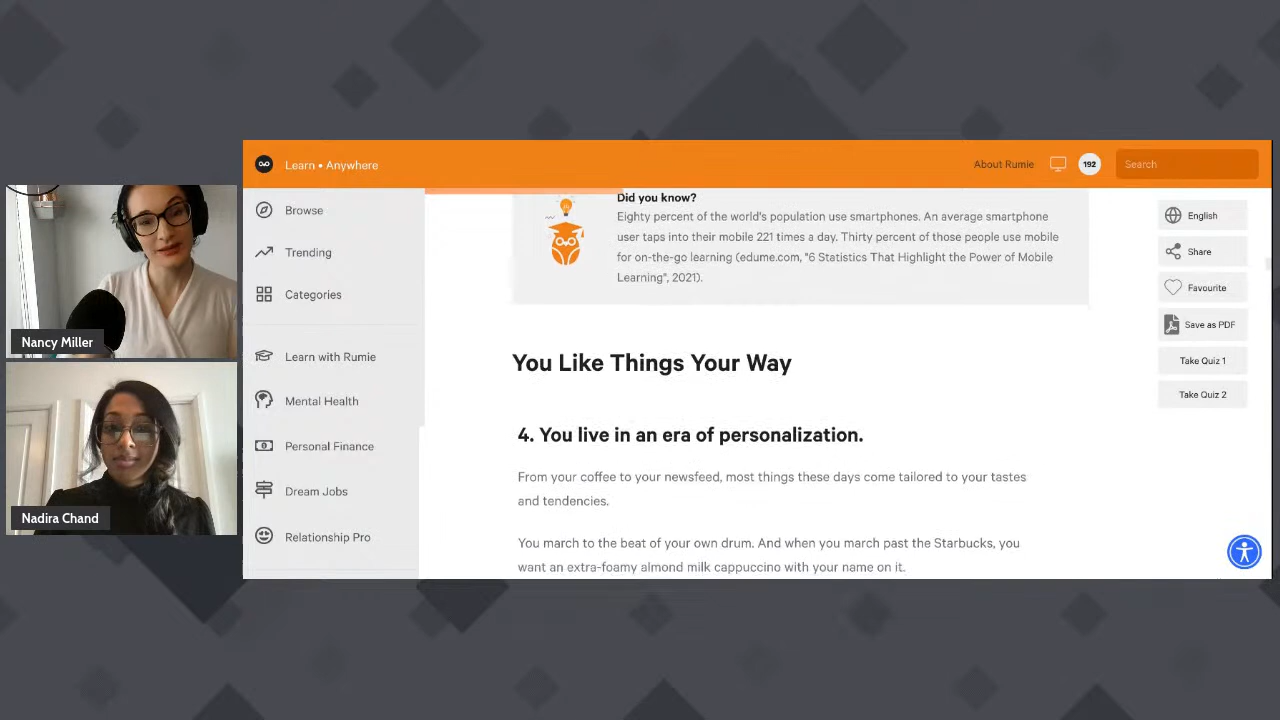 Nancy Miller
Nadira Chand
Learn • Anywhere
About Rumie
192
Search
Browse
Trending
Categories
Learn with Rumie
Mental Health
Personal Finance
Dream Jobs
Relationship Pro
Did you know?
Eighty percent of the world's population use smartphones. An average smartphone
user taps into their mobile 221 times a day. Thirty percent of those people use mobile
for on-the-go learning (edume.com, "6 Statistics That Highlight the Power of Mobile
Learning", 2021).
You Like Things Your Way
4. You live in an era of personalization.
From your coffee to your newsfeed, most things these days come tailored to your tastes
and tendencies.
You march to the beat of your own drum. And when you march past the Starbucks, you
want an extra-foamy almond milk cappuccino with your name on it.
English
Share
Favourite
Save as PDF
Take Quiz 1
Take Quiz 2